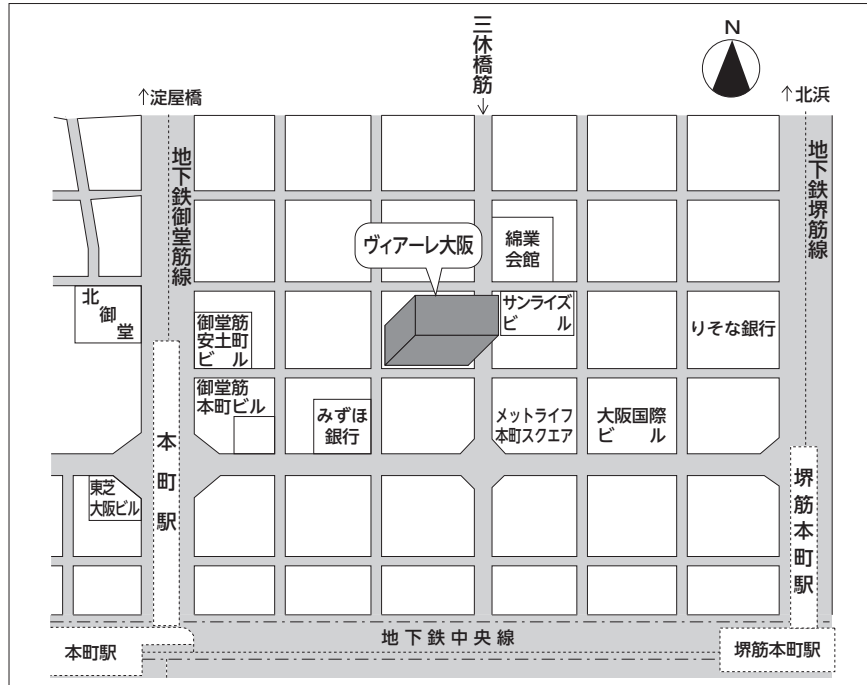 三休橋筋
↓
N
↑淀屋橋
↑北浜
地下鉄御堂筋線
地下鉄堺筋線
ヴィアーレ大阪
綿業
会館
北御堂
御堂筋
安土町
ビル
サンライズ
ビル
りそな銀行
御堂筋
本町ビル
みずほ
銀行
メットライフ
本町スクエア
大阪国際
ビル
本町駅
東芝
大阪ビル
堺筋本町駅
地下鉄中央線
本町駅
堺筋本町駅